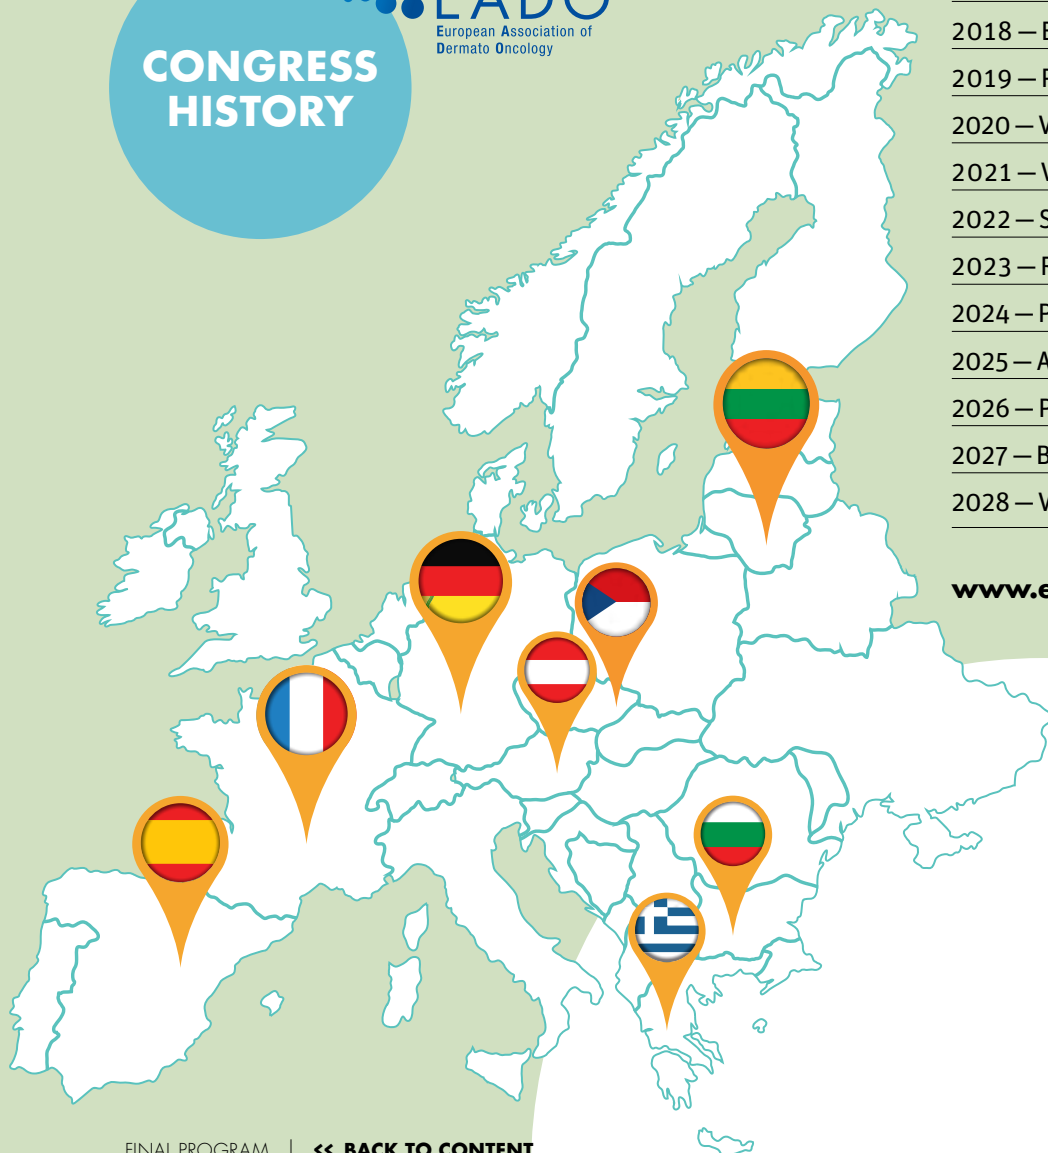 EADO
European Association of
Dermato Oncology
CONGRESS
HISTORY
2018 –
2019 –
2020 –
2021 –
2022 –
2023 –
2024 –
2025 –
2026 –
2027 –
2028 –
FINAL PROGRAM | << BACK TO CONTENT